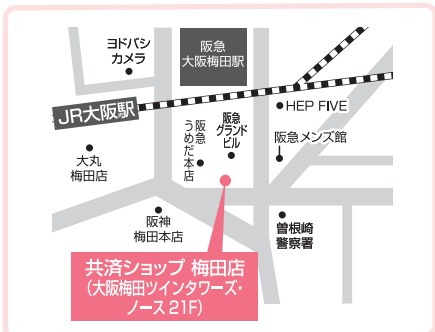 ヨドバシ
カメラ
阪急
大阪梅田駅
JR大阪駅
HEP FIVE
阪急
グランド
ビル
阪急
うめだ本店
阪急メンズ館
大丸
梅田店
阪神
梅田本店
曽根崎
警察署
共済ショップ 梅田店
(大阪梅田ツインタワーズ・
ノース21F)